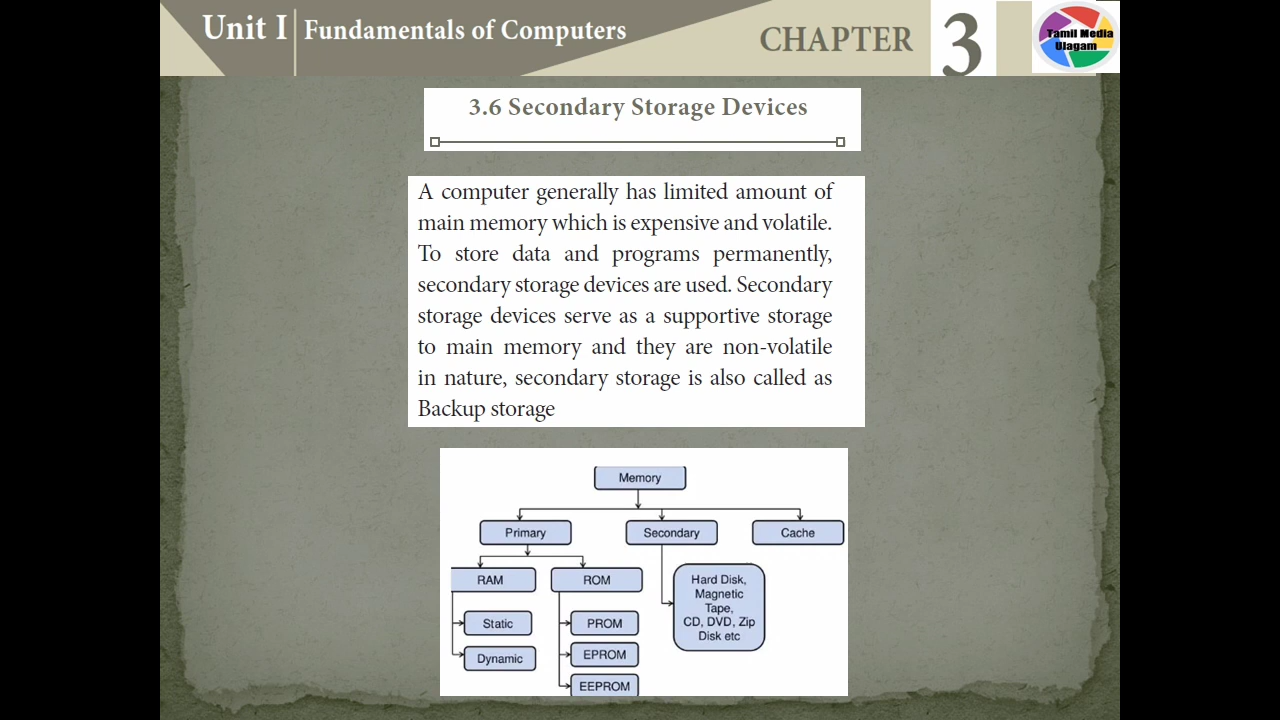 Unit I Fundamentals of Computers
CHAPTER 3
Tamil Media
Ulagam
3.6 Secondary Storage Devices
A computer generally has limited amount of
main memory which is expensive and volatile.
To store data and programs permanently,
secondary storage devices are used. Secondary
storage devices serve as a supportive storage
to main memory and they are non-volatile
in nature, secondary storage is also called as
Backup storage
Memory
Primary
Secondary
Cache
RAM
ROM
Static
Dynamic
PROM
EPROM
EEPROM
Hard Disk,
Magnetic
Tape,
CD, DVD, Zip
Disk etc